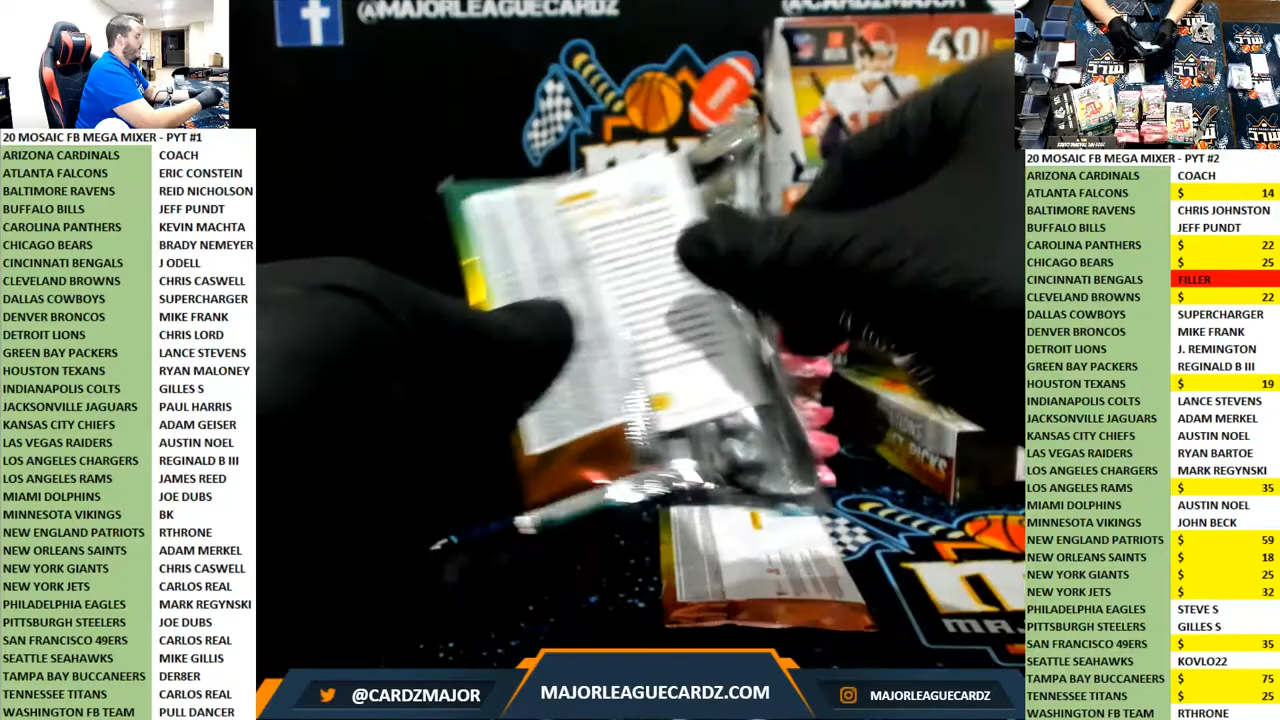 @MAJORLEAGUECARDZ
@CARDZMAJOR
40
20 MOSAIC FB MEGA MIXER - PYT #1
ARIZONA CARDINALS COACH
ATLANTA FALCONS ERIC CONSTEIN
BALTIMORE RAVENS REID NICHOLSON
BUFFALO BILLS JEFF PUNDT
CAROLINA PANTHERS KEVIN MACHTA
CHICAGO BEARS BRADY NEMEYER
CINCINNATI BENGALS J ODELL
CLEVELAND BROWNS CHRIS CASWELL
DALLAS COWBOYS SUPERCHARGER
DENVER BRONCOS MIKE FRANK
DETROIT LIONS CHRIS LORD
GREEN BAY PACKERS LANCE STEVENS
HOUSTON TEXANS RYAN MALONEY
INDIANAPOLIS COLTS GILLES S
JACKSONVILLE JAGUARS PAUL HARRIS
KANSAS CITY CHIEFS ADAM GEISER
LAS VEGAS RAIDERS AUSTIN NOEL
LOS ANGELES CHARGERS REGINALD B III
LOS ANGELES RAMS JAMES REED
MIAMI DOLPHINS JOE DUBS
MINNESOTA VIKINGS BK
NEW ENGLAND PATRIOTS RTHRONE
NEW ORLEANS SAINTS ADAM MERKEL
NEW YORK GIANTS CHRIS CASWELL
NEW YORK JETS CARLOS REAL
PHILADELPHIA EAGLES MARK REGYNSKI
PITTSBURGH STEELERS JOE DUBS
SAN FRANCISCO 49ERS CARLOS REAL
SEATTLE SEAHAWKS MIKE GILLIS
TAMPA BAY BUCCANEERS DER8ER
TENNESSEE TITANS CARLOS REAL
WASHINGTON FB TEAM PULL DANCER
20 MOSAIC FB MEGA MIXER - PYT #2
ARIZONA CARDINALS COACH
ATLANTA FALCONS $ 14
BALTIMORE RAVENS CHRIS JOHNSTON
BUFFALO BILLS JEFF PUNDT
CAROLINA PANTHERS $ 22
CHICAGO BEARS $ 25
CINCINNATI BENGALS FILLER
CLEVELAND BROWNS $ 22
DALLAS COWBOYS SUPERCHARGER
DENVER BRONCOS MIKE FRANK
DETROIT LIONS J. REMINGTON
GREEN BAY PACKERS REGINALD B III
HOUSTON TEXANS $ 19
INDIANAPOLIS COLTS LANCE STEVENS
JACKSONVILLE JAGUARS ADAM MERKEL
KANSAS CITY CHIEFS AUSTIN NOEL
LAS VEGAS RAIDERS RYAN BARTOE
LOS ANGELES CHARGERS MARK REGYNSKI
LOS ANGELES RAMS $ 35
MIAMI DOLPHINS AUSTIN NOEL
MINNESOTA VIKINGS JOHN BECK
NEW ENGLAND PATRIOTS $ 59
NEW ORLEANS SAINTS $ 18
NEW YORK GIANTS $ 25
NEW YORK JETS $ 32
PHILADELPHIA EAGLES STEVE S
PITTSBURGH STEELERS GILLES S
SAN FRANCISCO 49ERS $ 35
SEATTLE SEAHAWKS KOVLO22
TAMPA BAY BUCCANEERS $ 75
TENNESSEE TITANS $ 25
WASHINGTON FB TEAM RTHRONE
@CARDZMAJOR
MAJORLEAGUECARDZ.COM
MAJORLEAGUECARDZ